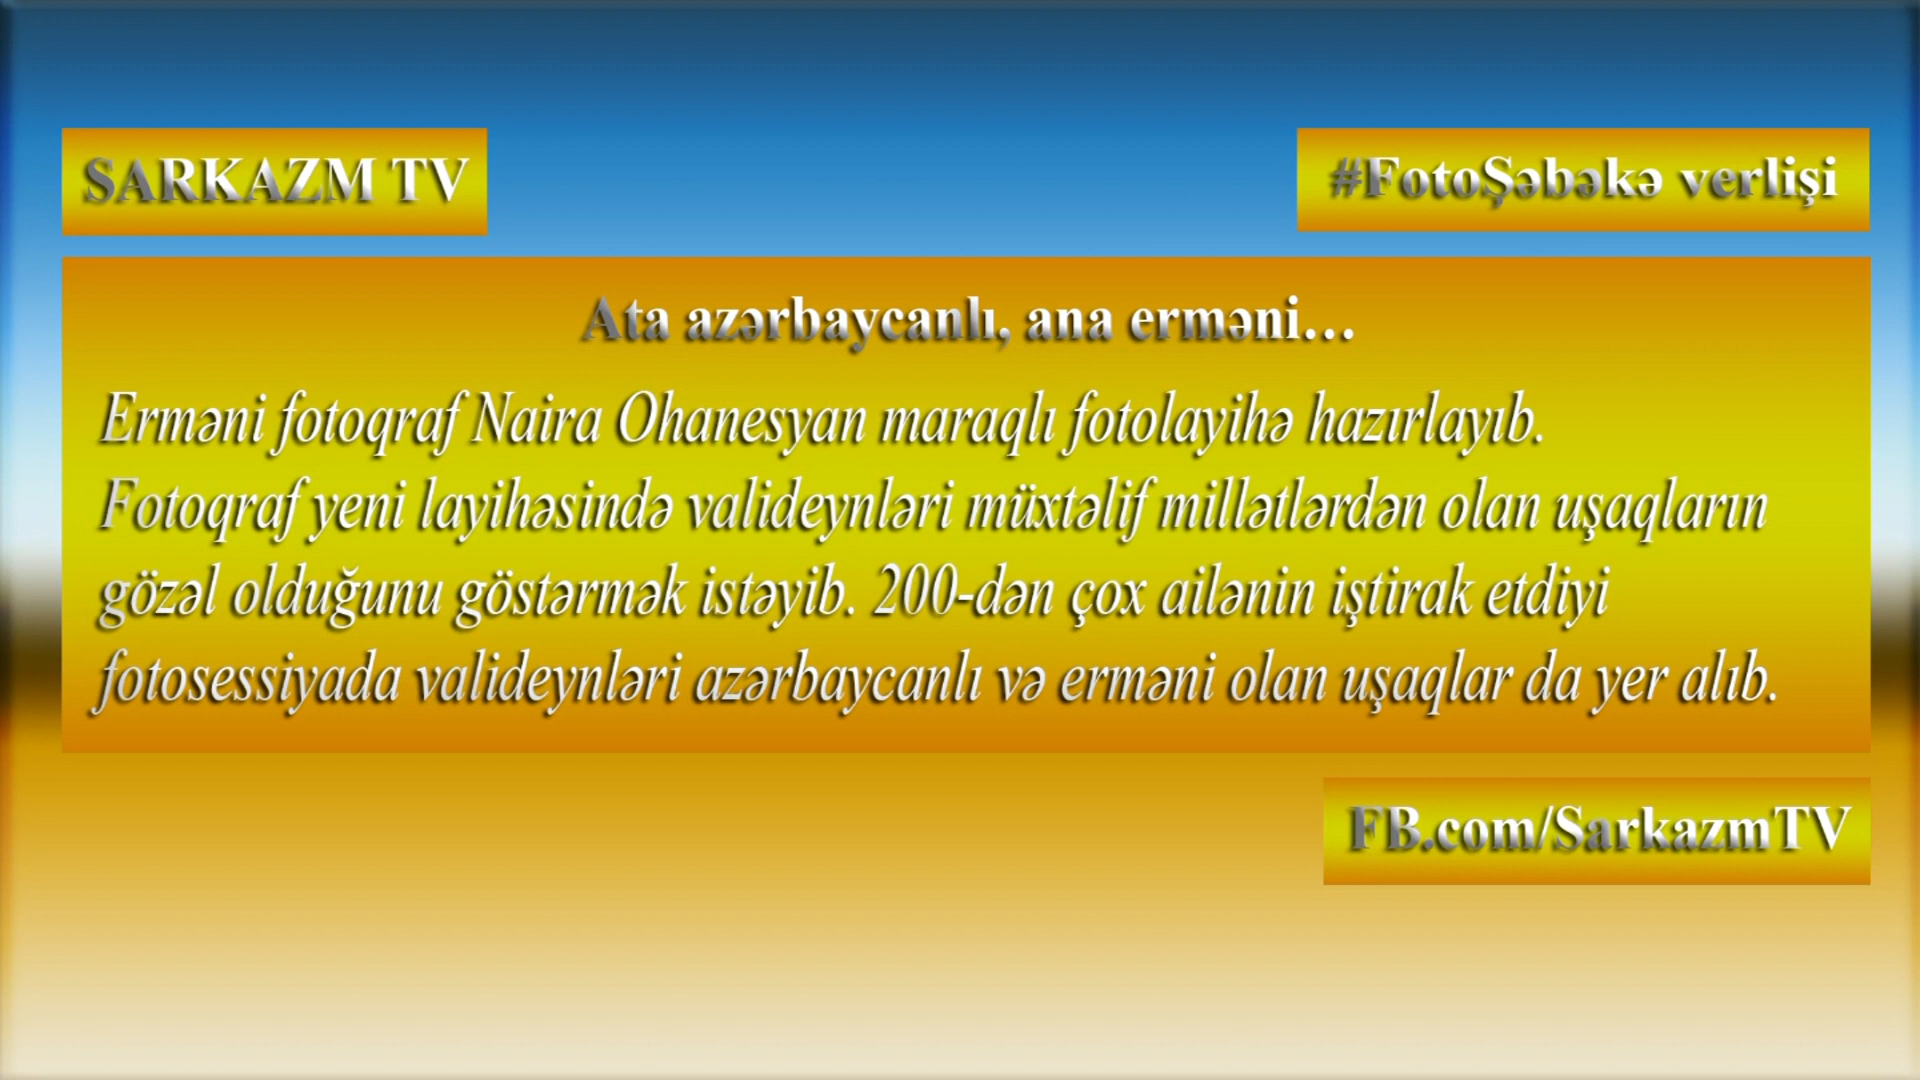 SARKAZM TV
#FotoŞəbəkə verlişi
Ata azərbaycanlı, ana erməni...
Erməni fotoqraf Naira Ohanesyan maraqlı fotolayihə hazırlayıb.
Fotoqraf yeni layihəsində valideynləri müxtəlif millətlərdən olan uşaqların
gözəl olduğunu göstərmək istəyib. 200-dən çox ailənin iştirak etdiyi
fotosessiyada valideynləri azərbaycanlı və erməni olan uşaqlar da yer alıb.
FB.com/SarkazmTV